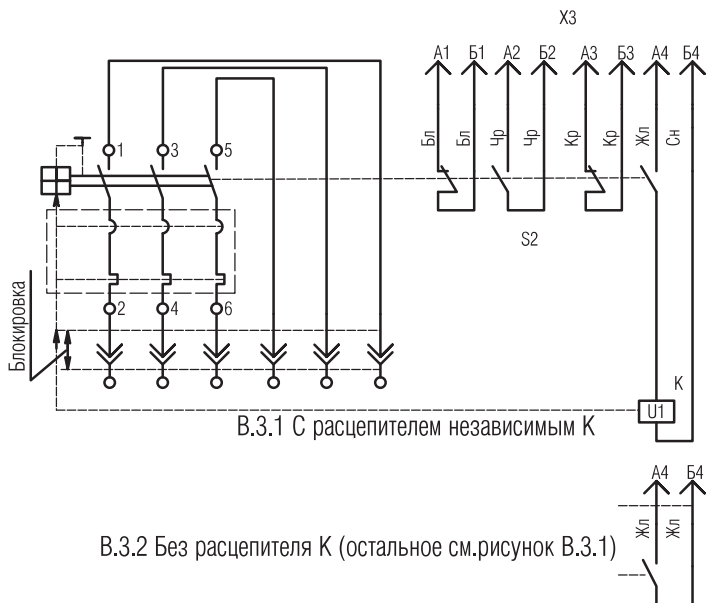 Х3
А1 Б1 А2 Б2 А3 Б3 А4 Б4
Бл Бл Чр Чр Кр Кр Жл Сн
1 3 5
S2
2 4 6
Блокировка
К
U1
В.3.1 С расцепителем независимым К
А4 Б4
Жл Жл
В.3.2 Без расцепителя К (остальное см.рисунок В.3.1)